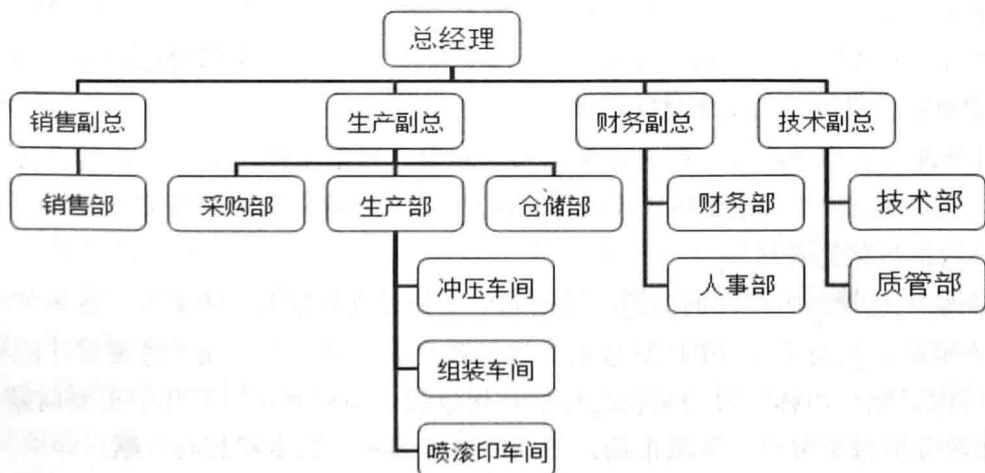 总经理
销售副总 生产副总 财务副总 技术副总
销售部 采购部 生产部 仓储部 财务部 技术部
冲压车间 人事部 质管部
组装车间
喷滚印车间